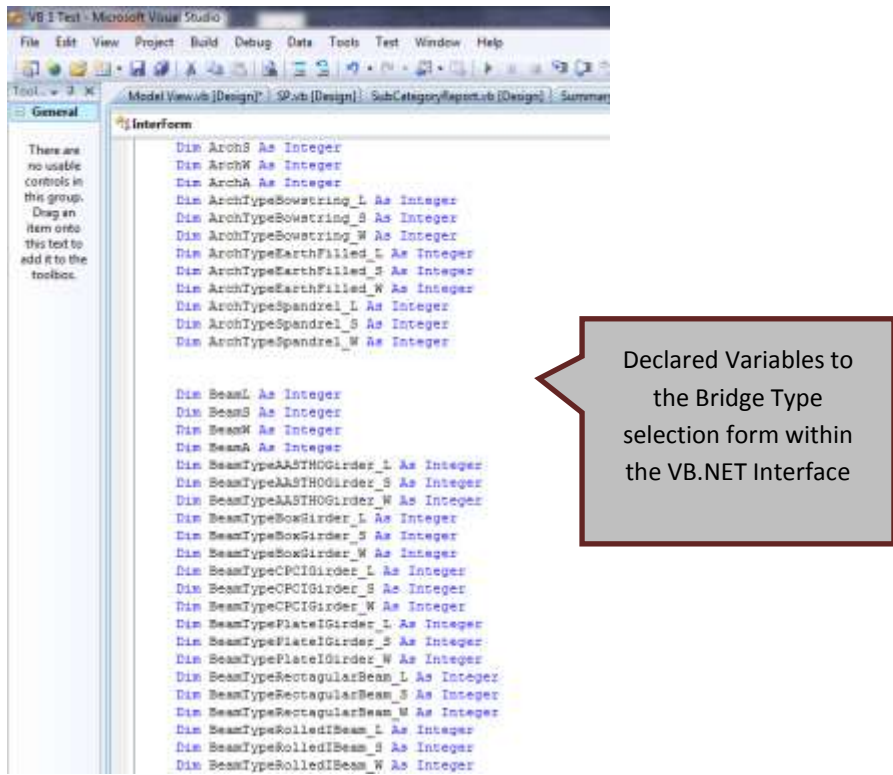 VB 1 Test - Microsoft Visual Studio
File Edit View Project Build Debug Data Tools Test Window Help
Model View.vb [Design]* SP.vb [Design] SubCategoryReport.vb [Design] Summary
General
InterForm
There are
no usable
controls in
this group.
Drag an
item onto
this text to
add it to the
toolbox.
Dim ArchS As Integer
Dim ArchW As Integer
Dim ArchA As Integer
Dim ArchTypeBowstring_L As Integer
Dim ArchTypeBowstring_S As Integer
Dim ArchTypeBowstring_W As Integer
Dim ArchTypeEarthFilled_L As Integer
Dim ArchTypeEarthFilled_S As Integer
Dim ArchTypeEarthFilled_W As Integer
Dim ArchTypeSpandrel_L As Integer
Dim ArchTypeSpandrel_S As Integer
Dim ArchTypeSpandrel_W As Integer
Dim BeamL As Integer
Dim BeamS As Integer
Dim BeamW As Integer
Dim BeamA As Integer
Dim BeamTypeAASTHOGirder_L As Integer
Dim BeamTypeAASTHOGirder_S As Integer
Dim BeamTypeAASTHOGirder_W As Integer
Dim BeamTypeBoxGirder_L As Integer
Dim BeamTypeBoxGirder_S As Integer
Dim BeamTypeBoxGirder_W As Integer
Dim BeamTypeCPCIGirder_L As Integer
Dim BeamTypeCPCIGirder_S As Integer
Dim BeamTypeCPCIGirder_W As Integer
Dim BeamTypePlateIGirder_L As Integer
Dim BeamTypePlateIGirder_S As Integer
Dim BeamTypePlateIGirder_W As Integer
Dim BeamTypeRectagularBeam_L As Integer
Dim BeamTypeRectagularBeam_S As Integer
Dim BeamTypeRectagularBeam_W As Integer
Dim BeamTypeRolledIBeam_L As Integer
Dim BeamTypeRolledIBeam_S As Integer
Dim BeamTypeRolledIBeam_W As Integer
Declared Variables to
the Bridge Type
selection form within
the VB.NET Interface